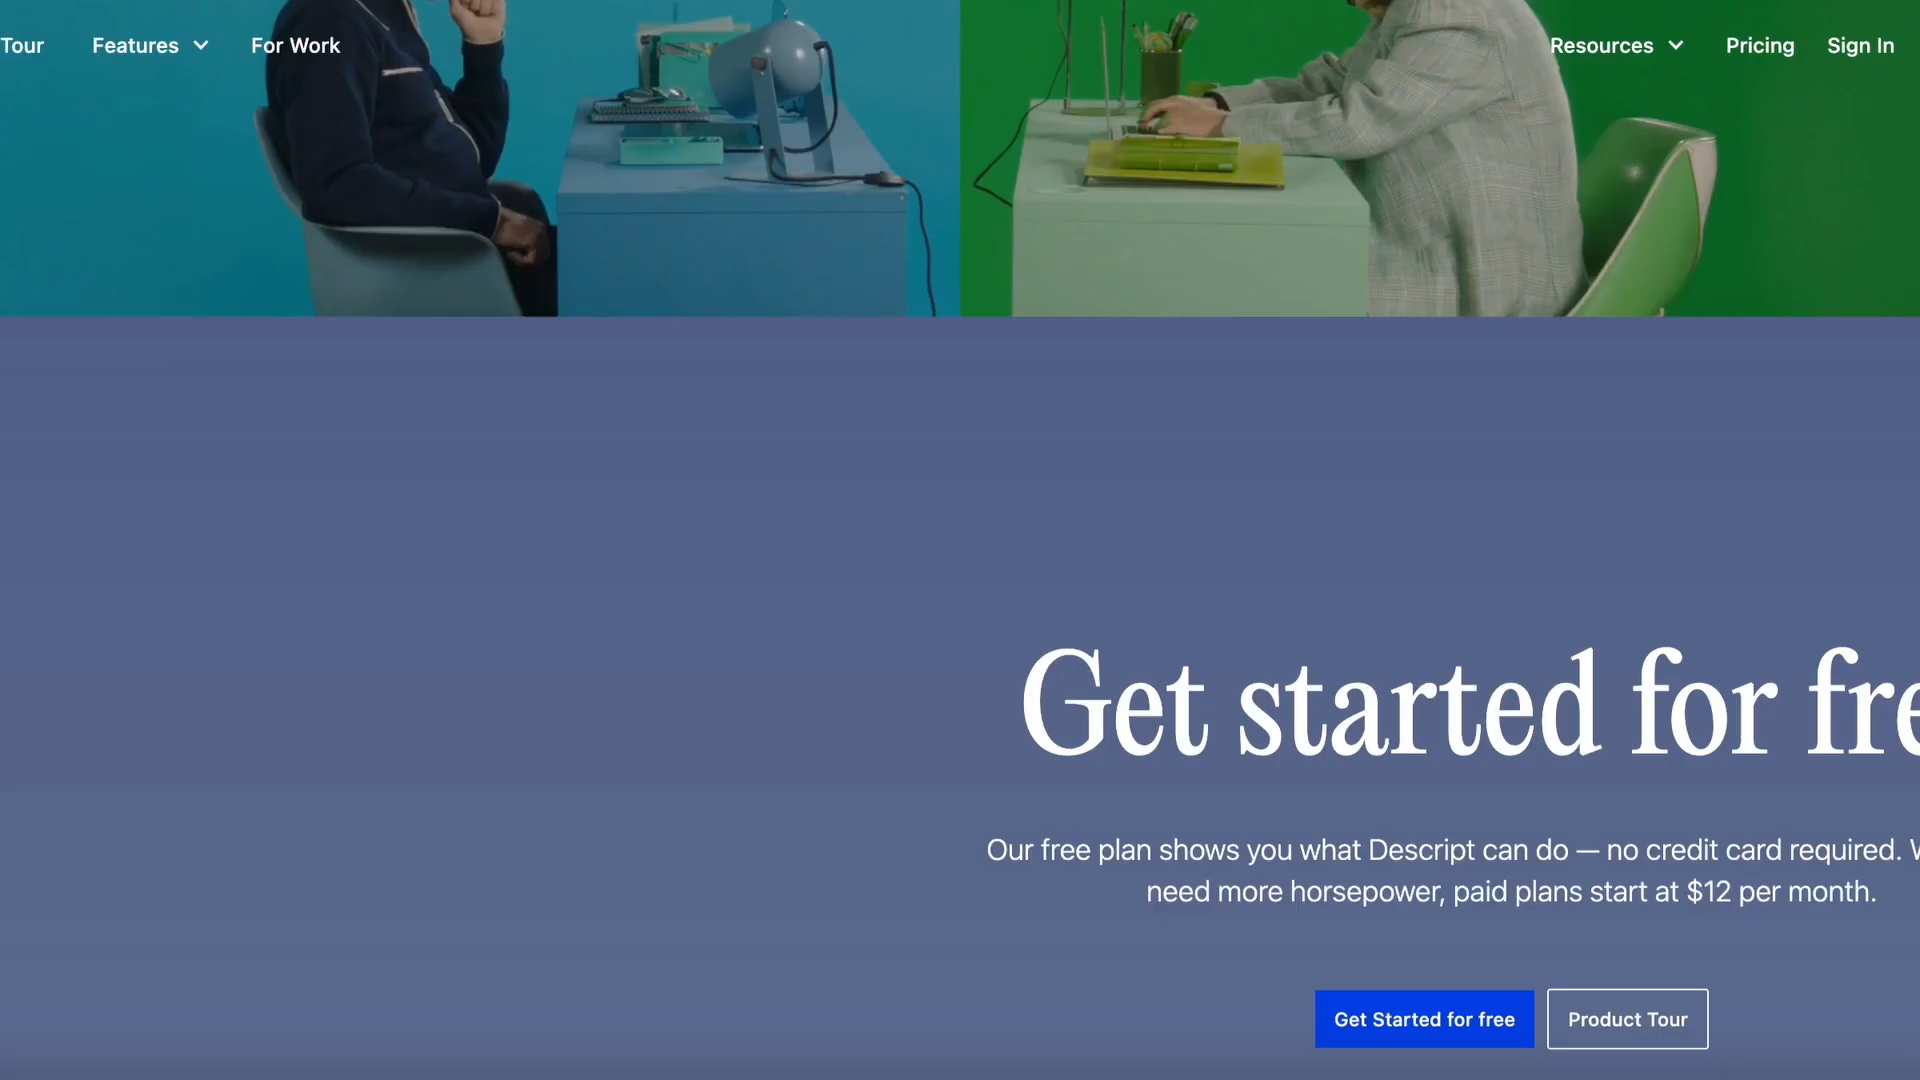 Tour
Features
For Work
Resources
Pricing
Sign In
Get started for fre
Our free plan shows you what Descript can do — no credit card required. W
need more horsepower, paid plans start at $12 per month.
Get Started for free
Product Tour